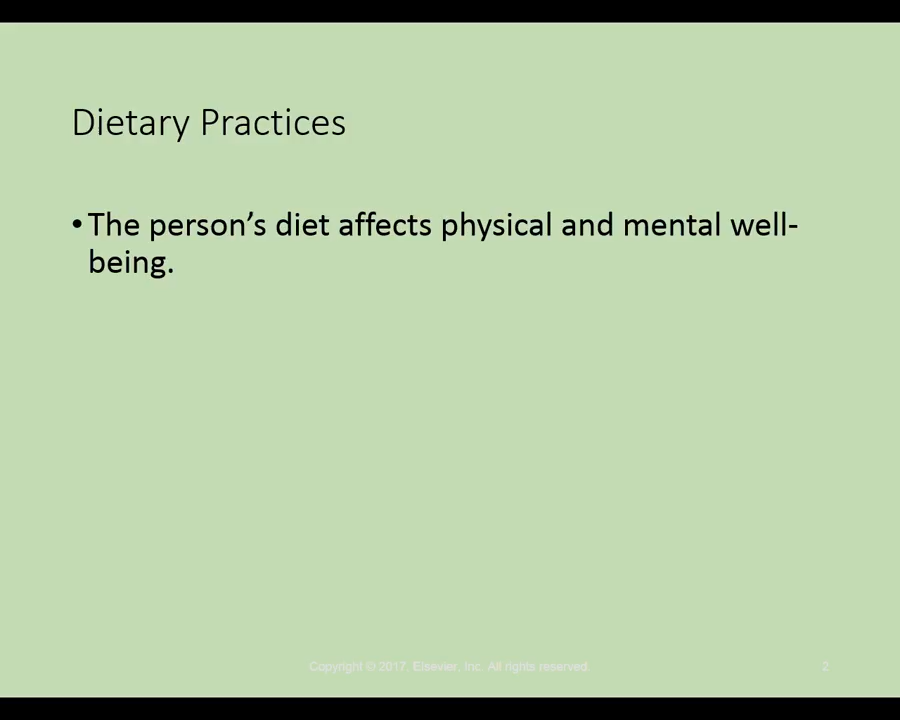 Dietary Practices
•The person’s diet affects physical and mental well-
being.
Copyright © 2017, Elsevier, Inc. All rights reserved.
2